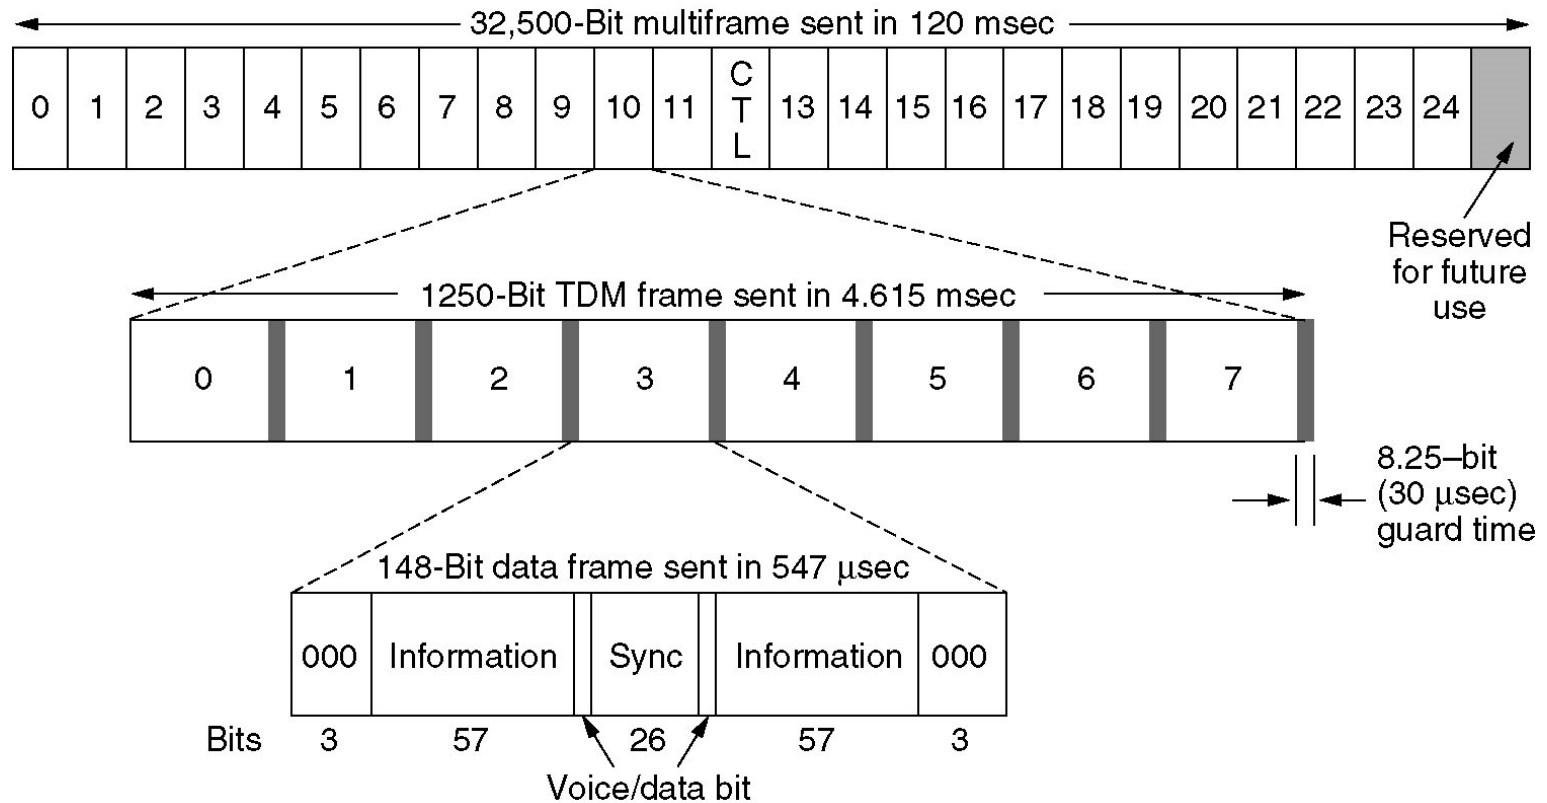 32,500-Bit multiframe sent in 120 msec
0 1 2 3 4 5 6 7 8 9 10 11 CTL 13 14 15 16 17 18 19 20 21 22 23 24
Reserved
for future
use
1250-Bit TDM frame sent in 4.615 msec
0 1 2 3 4 5 6 7
8.25–bit
(30 μsec)
guard time
148-Bit data frame sent in 547 μsec
000 Information Sync Information 000
Bits 3 57 26 57 3
Voice/data bit